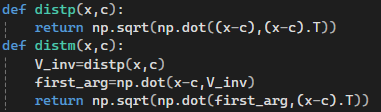 def distp(x,c):
    return np.sqrt(np.dot((x-c),(x-c).T))
def distm(x,c):
    V_inv=distp(x,c)
    first_arg=np.dot(x-c,V_inv)
    return np.sqrt(np.dot(first_arg,(x-c).T))